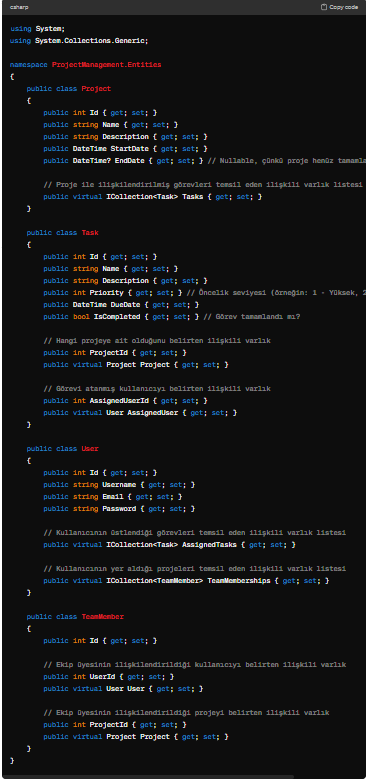 csharp
Copy code
using System;
using System.Collections.Generic;
namespace ProjectManagement.Entities
{
public class Project
{
public int Id { get; set; }
public string Name { get; set; }
public string Description { get; set; }
public DateTime StartDate { get; set; }
public DateTime? EndDate { get; set; } // Nullable, çünkü proje henüz tamamla
// Proje ile ilişkilendirilmiş görevleri temsil eden ilişkili varlık listesi
public virtual ICollection<Task> Tasks { get; set; }
}
public class Task
{
public int Id { get; set; }
public string Name { get; set; }
public string Description { get; set; }
public int Priority { get; set; } // Öncelik seviyesi (örneğin: 1 - Yüksek, 2
public DateTime DueDate { get; set; }
public bool IsCompleted { get; set; } // Görev tamamlandı mı?
// Hangi projeye ait olduğunu belirten ilişkili varlık
public int ProjectId { get; set; }
public virtual Project Project { get; set; }
// Görevi atanmış kullanıcıyı belirten ilişkili varlık
public int AssignedUserId { get; set; }
public virtual User AssignedUser { get; set; }
}
public class User
{
public int Id { get; set; }
public string Username { get; set; }
public string Email { get; set; }
public string Password { get; set; }
// Kullanıcının üstlendiği görevleri temsil eden ilişkili varlık listesi
public virtual ICollection<Task> AssignedTasks { get; set; }
// Kullanıcının yer aldığı projeleri temsil eden ilişkili varlık listesi
public virtual ICollection<TeamMember> TeamMemberships { get; set; }
}
public class TeamMember
{
public int Id { get; set; }
// Ekip üyesinin ilişkilendirildiği kullanıcıyı belirten ilişkili varlık
public int UserId { get; set; }
public virtual User User { get; set; }
// Ekip üyesinin ilişkilendirildiği projeyi belirten ilişkili varlık
public int ProjectId { get; set; }
public virtual Project Project { get; set; }
}
}